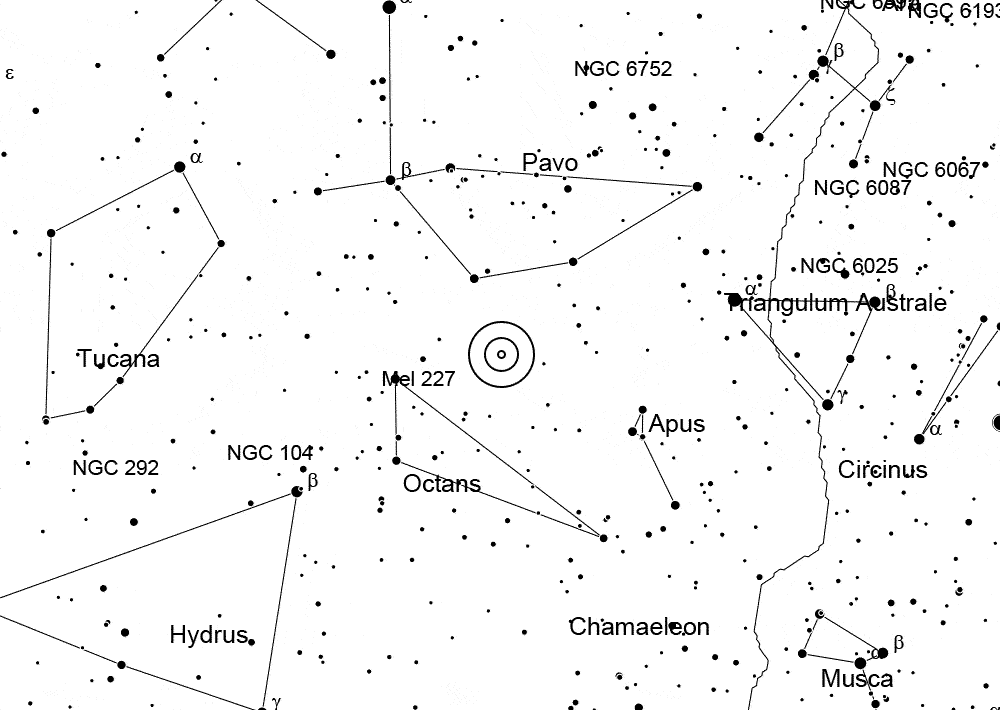 NGC 6193
α
β
ε
NGC 6752
ζ
α
β
Pavo
NGC 6067
NGC 6087
NGC 6025
α
β
Triangulum Australe
Tucana
Mel 227
γ
Apus
α
NGC 104
NGC 292
Circinus
β
Octans
Hydrus
Chamaeleon
β
α
Musca
γ